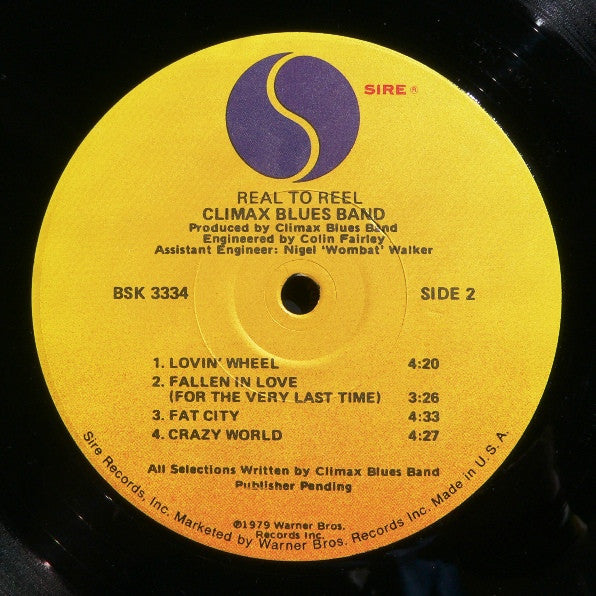 SIRE ®
REAL TO REEL
CLIMAX BLUES BAND
Produced by Climax Blues Band
Engineered by Colin Fairley
Assistant Engineer: Nigel 'Wombat' Walker
BSK 3334 SIDE 2
1. LOVIN' WHEEL 4:20
2. FALLEN IN LOVE
(FOR THE VERY LAST TIME) 3:26
3. FAT CITY 4:33
4. CRAZY WORLD 4:27
All Selections Written by Climax Blues Band
Publisher Pending
℗1979 Warner Bros.
Records Inc.
Sire Records, Inc. Marketed by Warner Bros. Records Inc. Made in U.S.A.